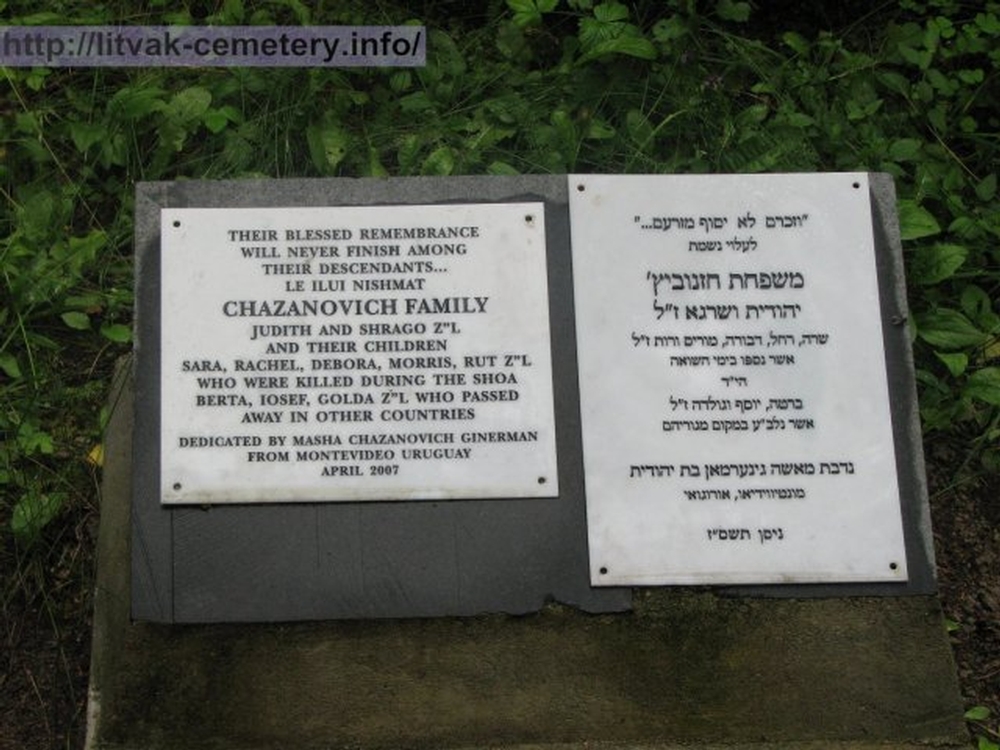 http://litvak-cemetery.info/
THEIR BLESSED REMEMBRANCE
WILL NEVER FINISH AMONG
THEIR DESCENDANTS...
LE ILUI NISHMAT
CHAZANOVICH FAMILY
JUDITH AND SHRAGO Z"L
AND THEIR CHILDREN
SARA, RACHEL, DEBORA, MORRIS, RUT Z"L
WHO WERE KILLED DURING THE SHOA
BERTA, IOSEF, GOLDA Z"L WHO PASSED
AWAY IN OTHER COUNTRIES
DEDICATED BY MASHA CHAZANOVICH GINERMAN
FROM MONTEVIDEO URUGUAY
APRIL 2007
"וזכרם לא יסוף מזרעם..."
לעלוי נשמת
משפחת חזנוביץ'
יהודית ושרגא ז"ל
שרה, רחל, דבורה, מוריס ורות ז"ל
אשר נספו בימי השואה
הי"ד
ברטה, יוסף וגולדה ז"ל
אשר נלב"ע במקום מגוריהם
נדבת מאשה גינערמאן בת יהודית
מונטיווידיאו, אורוגואי
ניסן תשס"ז